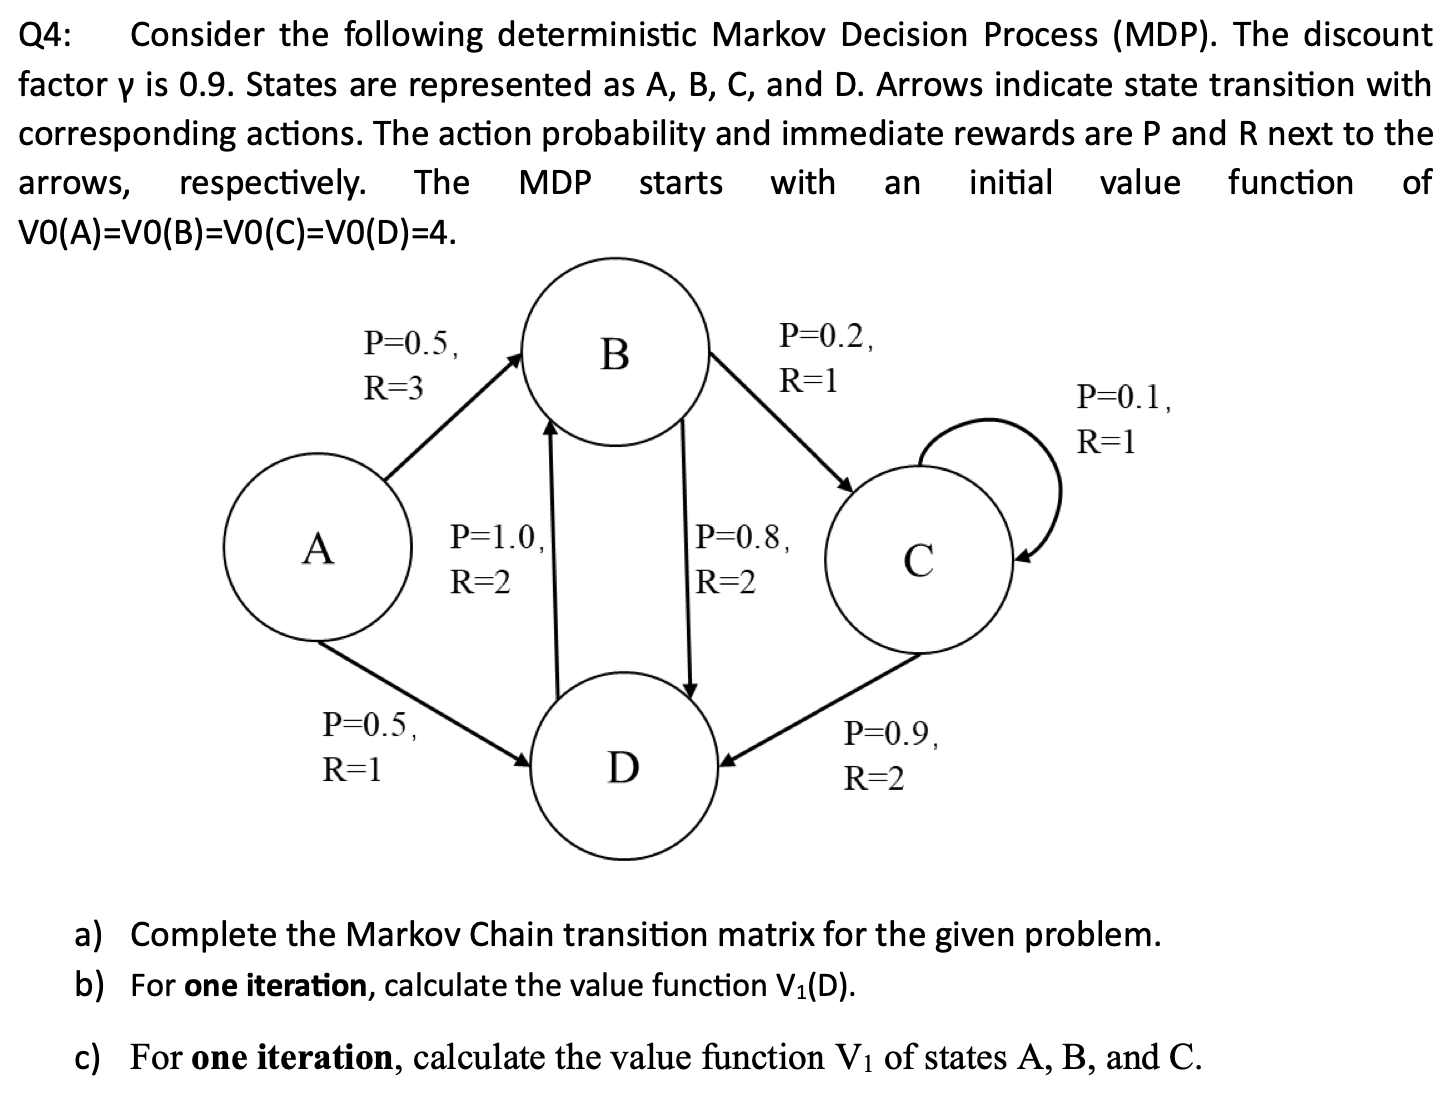 Q4: Consider the following deterministic Markov Decision Process (MDP). The discount
factor γ is 0.9. States are represented as A, B, C, and D. Arrows indicate state transition with
corresponding actions. The action probability and immediate rewards are P and R next to the
arrows, respectively. The MDP starts with an initial value function of
V0(A)=V0(B)=V0(C)=V0(D)=4.
P=0.5,
R=3
B
P=0.2,
R=1
P=0.1,
R=1
A
P=1.0,
R=2
P=0.8,
R=2
C
P=0.5,
R=1
D
P=0.9,
R=2
a) Complete the Markov Chain transition matrix for the given problem.
b) For one iteration, calculate the value function V₁(D).
c) For one iteration, calculate the value function V₁ of states A, B, and C.